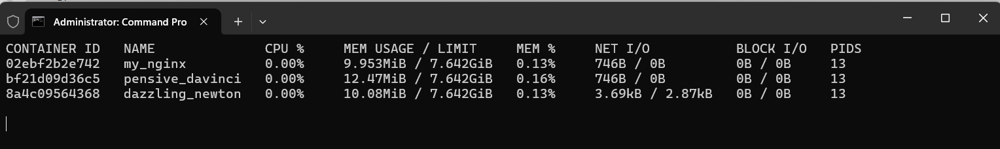 Administrator: Command Pro
CONTAINER ID   NAME              CPU %     MEM USAGE / LIMIT     MEM %     NET I/O           BLOCK I/O   PIDS
02ebf2b2e742   my_nginx          0.00%     9.953MiB / 7.642GiB   0.13%     746B / 0B         0B / 0B     13
bf21d09d36c5   pensive_davinci   0.00%     12.47MiB / 7.642GiB   0.16%     746B / 0B         0B / 0B     13
8a4c09564368   dazzling_newton   0.00%     10.08MiB / 7.642GiB   0.13%     3.69kB / 2.87kB   0B / 0B     13